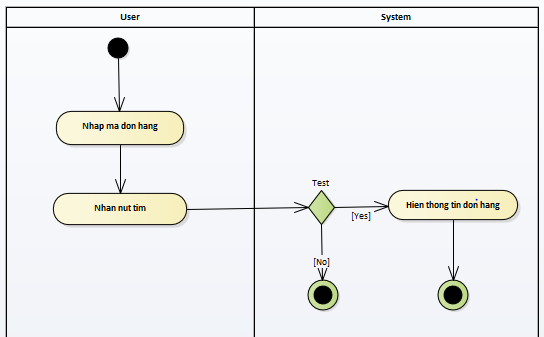 User
System
Nhap ma don hang
Nhan nut tim
Test
[Yes]
Hien thong tin don hang
[No]